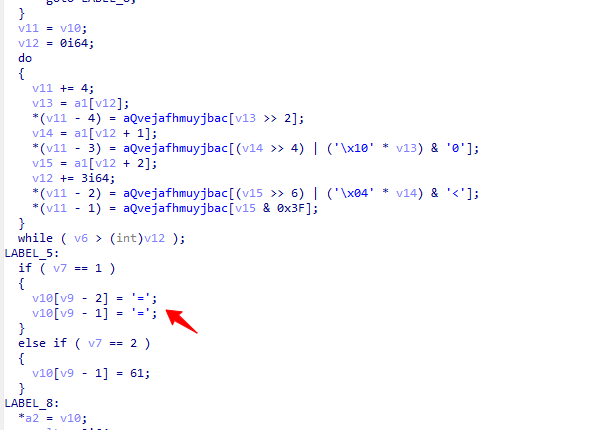 }
v11 = v10;
v12 = 0i64;
do
{
v11 += 4;
v13 = a1[v12];
*(v11 - 4) = aQvejafhmuyjbac[v13 >> 2];
v14 = a1[v12 + 1];
*(v11 - 3) = aQvejafhmuyjbac[(v14 >> 4) | ('\x10' * v13) & '0'];
v15 = a1[v12 + 2];
v12 += 3i64;
*(v11 - 2) = aQvejafhmuyjbac[(v15 >> 6) | ('\x04' * v14) & '<'];
*(v11 - 1) = aQvejafhmuyjbac[v15 & 0x3F];
}
while ( v6 > (int)v12 );
LABEL_5:
if ( v7 == 1 )
{
v10[v9 - 2] = '=';
v10[v9 - 1] = '=';
}
else if ( v7 == 2 )
{
v10[v9 - 1] = 61;
}
LABEL_8:
*a2 = v10;